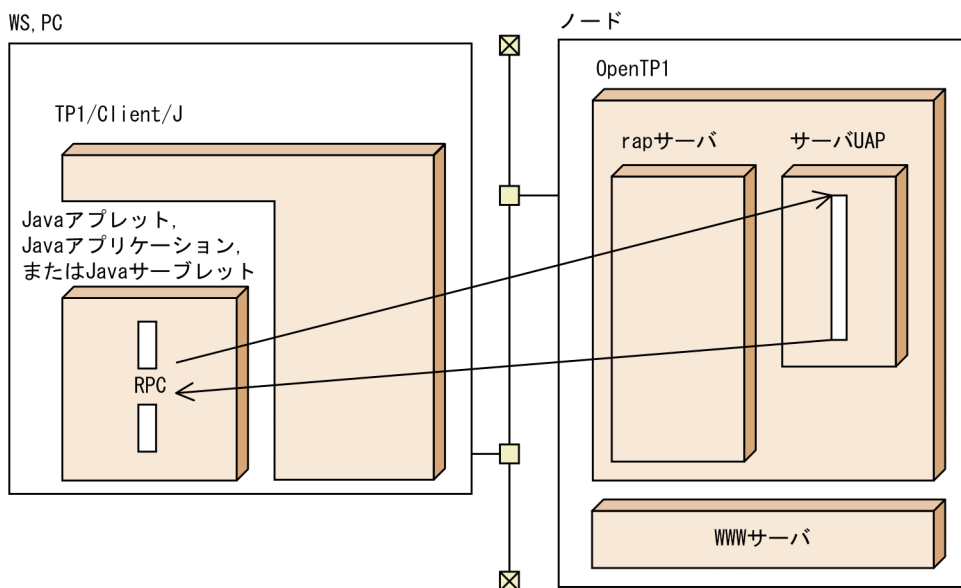 WS,PC
ノード
OpenTP1
TP1/Client/J
rapサーバ
サーバUAP
Javaアプレット,
Javaアプリケーション,
またはJavaサーブレット
RPC
WWWサーバ